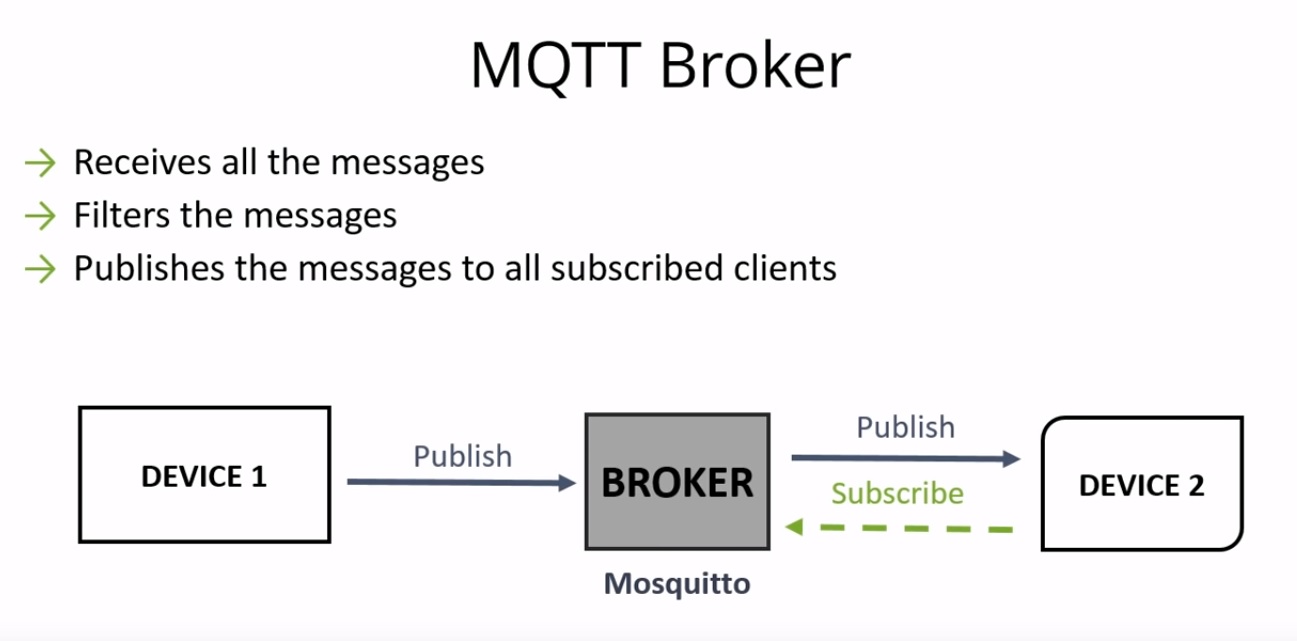 MQTT Broker
→ Receives all the messages
→ Filters the messages
→ Publishes the messages to all subscribed clients
DEVICE 1
Publish
BROKER
Mosquitto
Publish
Subscribe
DEVICE 2